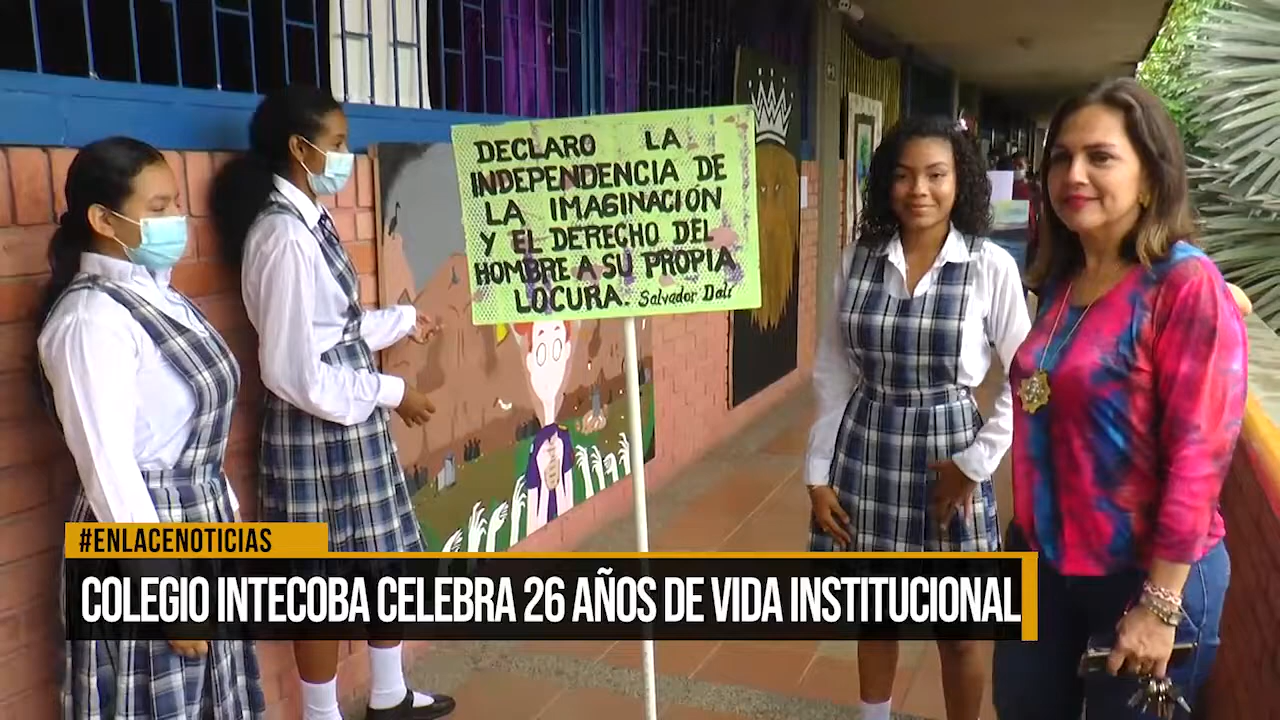 DECLARO LA
INDEPENDENCIA DE
LA IMAGINACIÓN
Y EL DERECHO DEL
HOMBRE A SU PROPIA
LOCURA. Salvador Dalí
#ENLACENOTICIAS
COLEGIO INTECOBA CELEBRA 26 AÑOS DE VIDA INSTITUCIONAL